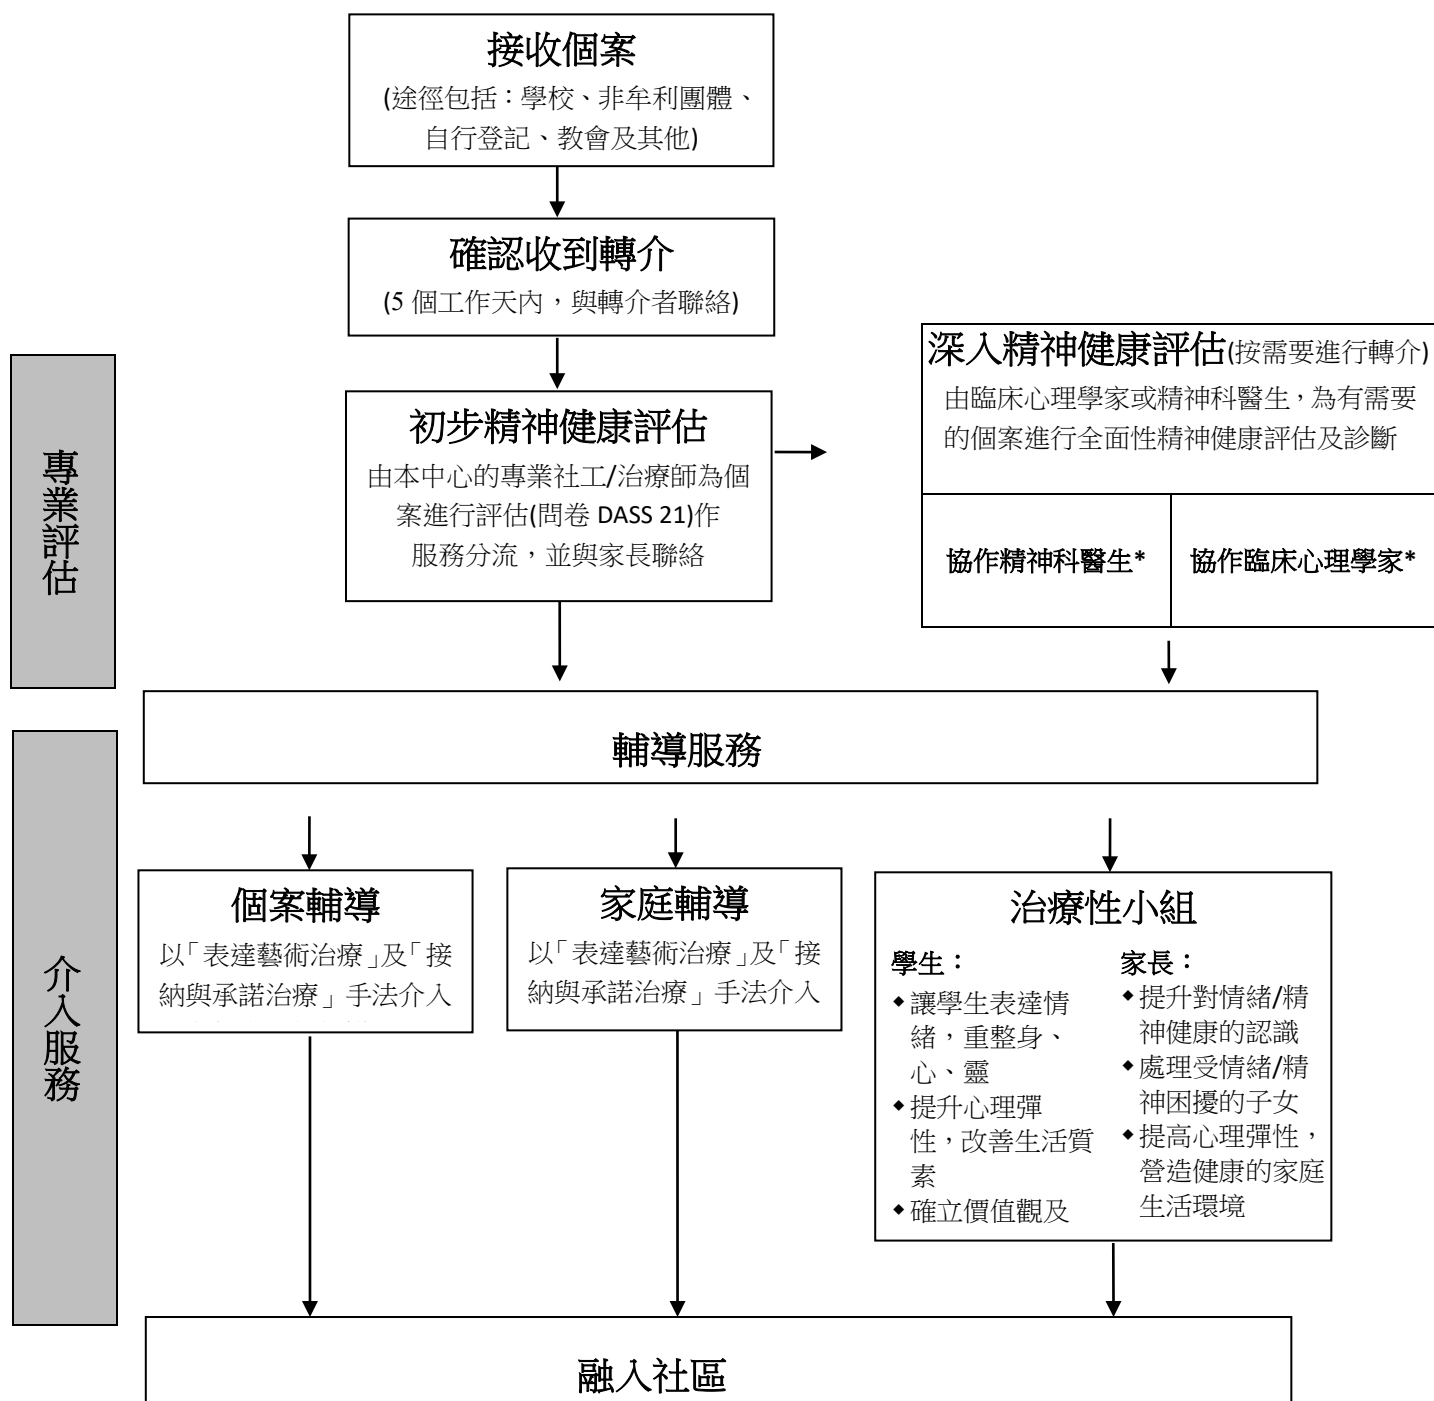 接收個案
(途徑包括：學校、非牟利團體、
自行登記、教會及其他)
確認收到轉介
(5 個工作天內，與轉介者聯絡)
專業評估
初步精神健康評估
由本中心的專業社工/治療師為個
案進行評估(問卷 DASS 21)作
服務分流，並與家長聯絡
深入精神健康評估(按需要進行轉介)
由臨床心理學家或精神科醫生，為有需要
的個案進行全面性精神健康評估及診斷
協作精神科醫生*
協作臨床心理學家*
介入服務
輔導服務
個案輔導
以「表達藝術治療」及「接
納與承諾治療」手法介入
家庭輔導
以「表達藝術治療」及「接
納與承諾治療」手法介入
治療性小組
學生：
◆讓學生表達情
緒，重整身、
心、靈
◆提升心理彈
性，改善生活質
素
◆確立價值觀及
家長：
◆提升對情緒/精
神健康的認識
◆處理受情緒/精
神困擾的子女
◆提高心理彈性，
營造健康的家庭
生活環境
融入社區